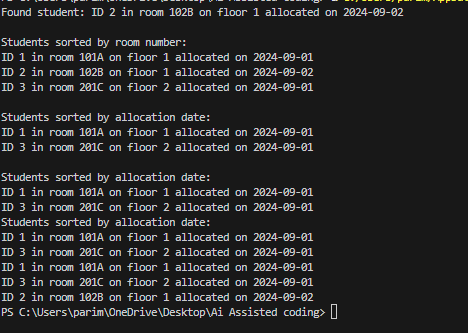 Found student: ID 2 in room 102B on floor 1 allocated on 2024-09-02
Students sorted by room number:
ID 1 in room 101A on floor 1 allocated on 2024-09-01
ID 2 in room 102B on floor 1 allocated on 2024-09-02
ID 3 in room 201C on floor 2 allocated on 2024-09-01
Students sorted by allocation date:
ID 1 in room 101A on floor 1 allocated on 2024-09-01
ID 3 in room 201C on floor 2 allocated on 2024-09-01
Students sorted by allocation date:
ID 1 in room 101A on floor 1 allocated on 2024-09-01
ID 3 in room 201C on floor 2 allocated on 2024-09-01
Students sorted by allocation date:
ID 1 in room 101A on floor 1 allocated on 2024-09-01
ID 3 in room 201C on floor 2 allocated on 2024-09-01
ID 1 in room 101A on floor 1 allocated on 2024-09-01
ID 3 in room 201C on floor 2 allocated on 2024-09-01
ID 2 in room 102B on floor 1 allocated on 2024-09-02
PS C:\Users\parim\OneDrive\Desktop\Ai Assisted coding>